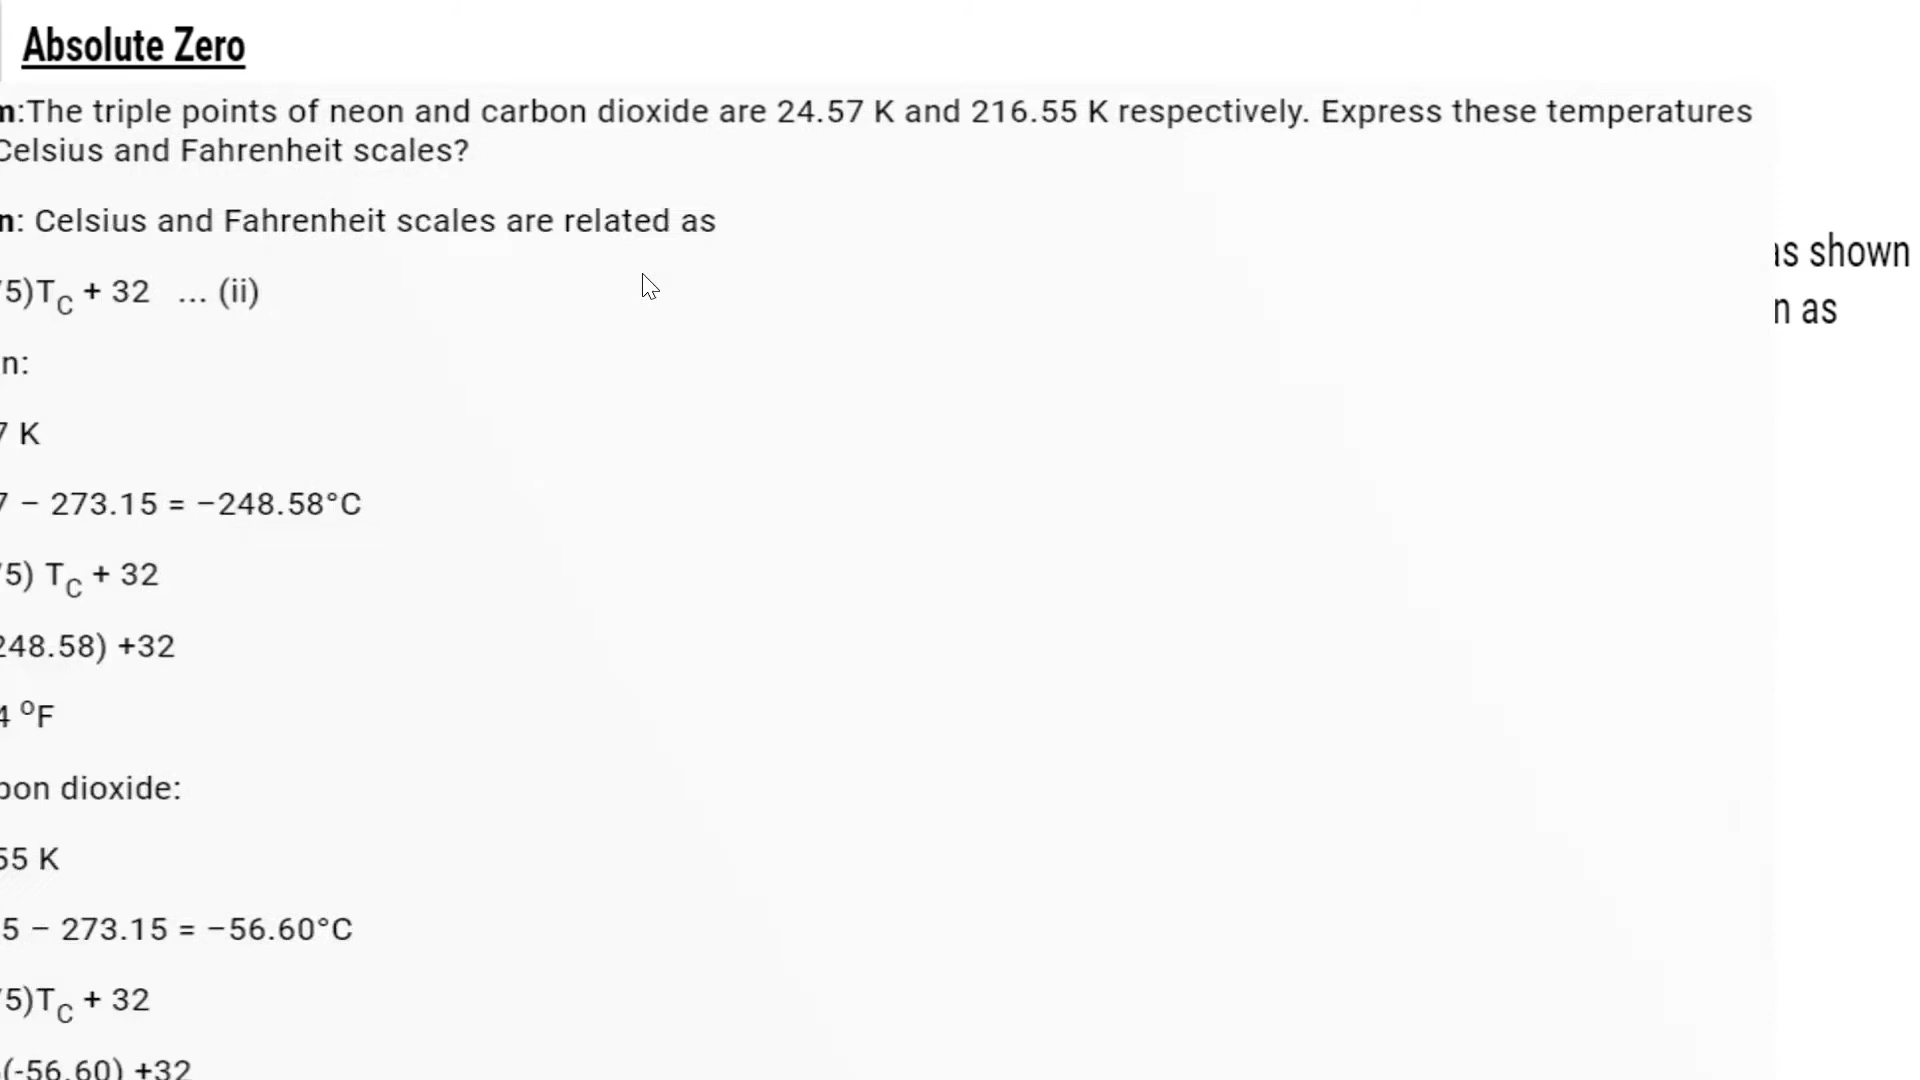 Absolute Zero
m:The triple points of neon and carbon dioxide are 24.57 K and 216.55 K respectively. Express these temperatures
Celsius and Fahrenheit scales?
n: Celsius and Fahrenheit scales are related as
as shown
5)TC + 32 ... (ii)
n as
n:
7 K
7 − 273.15 = −248.58°C
5) TC + 32
248.58) +32
4 °F
bon dioxide:
55 K
5 − 273.15 = −56.60°C
5)TC + 32
(-56.60) +32